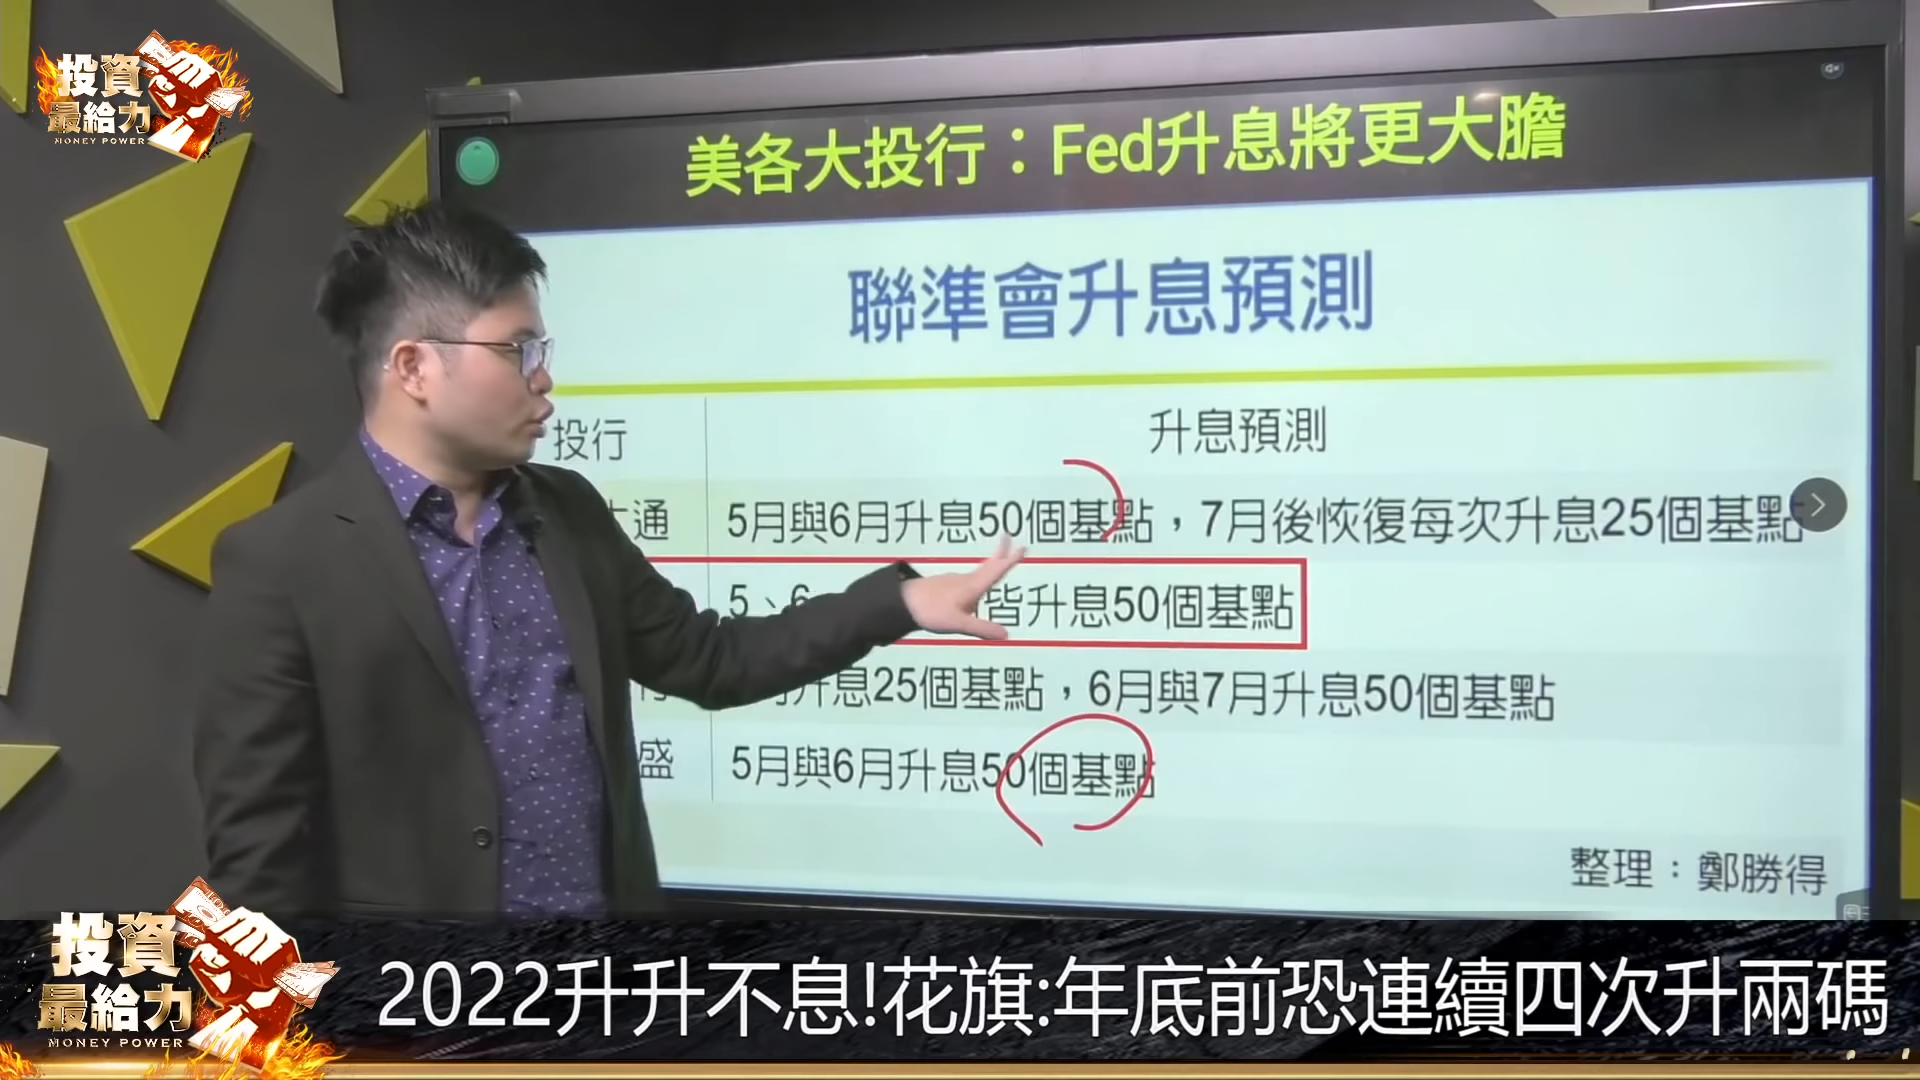 投資
最給力
MONEY POWER
美各大投行：Fed升息將更大膽
聯準會升息預測
投行 升息預測
大通 5月與6月升息50個基點，7月後恢復每次升息25個基點
5、6 皆升息50個基點
升息25個基點，6月與7月升息50個基點
盛 5月與6月升息50個基點
整理：鄭勝得
投資
最給力
MONEY POWER
2022升升不息!花旗:年底前恐連續四次升兩碼